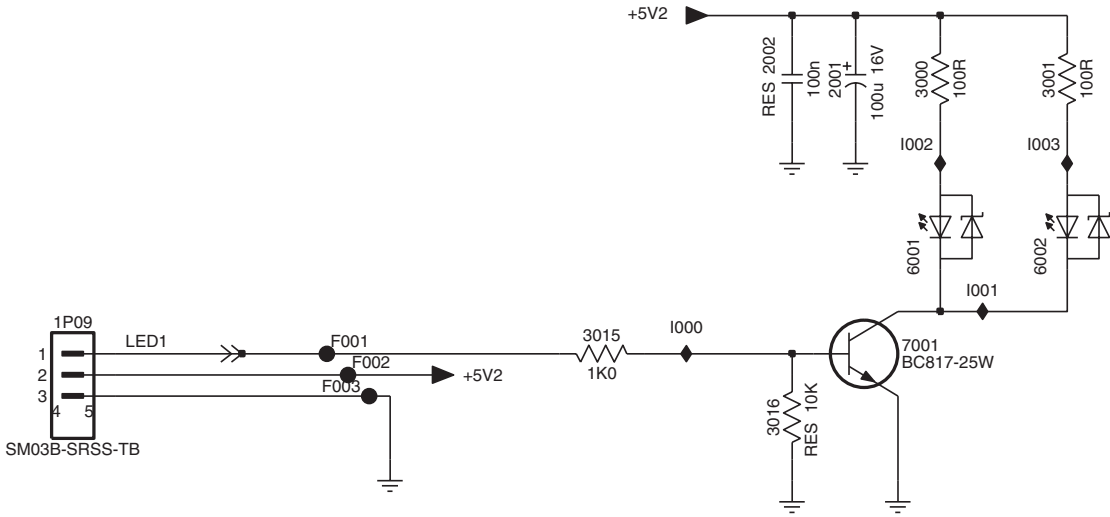 +5V2
RES 2002
100n
2001
+
100u 16V
3000
100R
3001
100R
I002
I003
6001
6002
I001
1P09
1
2
3
4
5
LED1
F001
F002
F003
+5V2
3015
1K0
I000
7001
BC817-25W
3016
RES 10K
SM03B-SRSS-TB